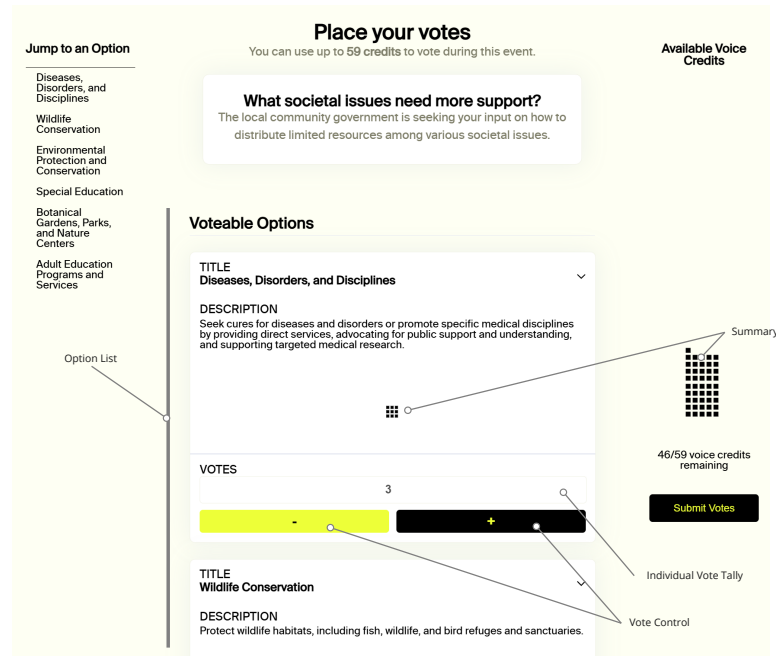 Place your votes
You can use up to 59 credits to vote during this event.
Jump to an Option
Diseases,
Disorders, and
Disciplines
Wildlife
Conservation
Environmental
Protection and
Conservation
Special Education
Botanical
Gardens, Parks,
and Nature
Centers
Adult Education
Programs and
Services
Option List
What societal issues need more support?
The local community government is seeking your input on how to
distribute limited resources among various societal issues.
Voteable Options
TITLE
Diseases, Disorders, and Disciplines
DESCRIPTION
Seek cures for diseases and disorders or promote specific medical disciplines
by providing direct services, advocating for public support and understanding,
and supporting targeted medical research.
VOTES
3
-
+
TITLE
Wildlife Conservation
DESCRIPTION
Protect wildlife habitats, including fish, wildlife, and bird refuges and sanctuaries.
Available Voice
Credits
Summary
46/59 voice credits
remaining
Submit Votes
Individual Vote Tally
Vote Control